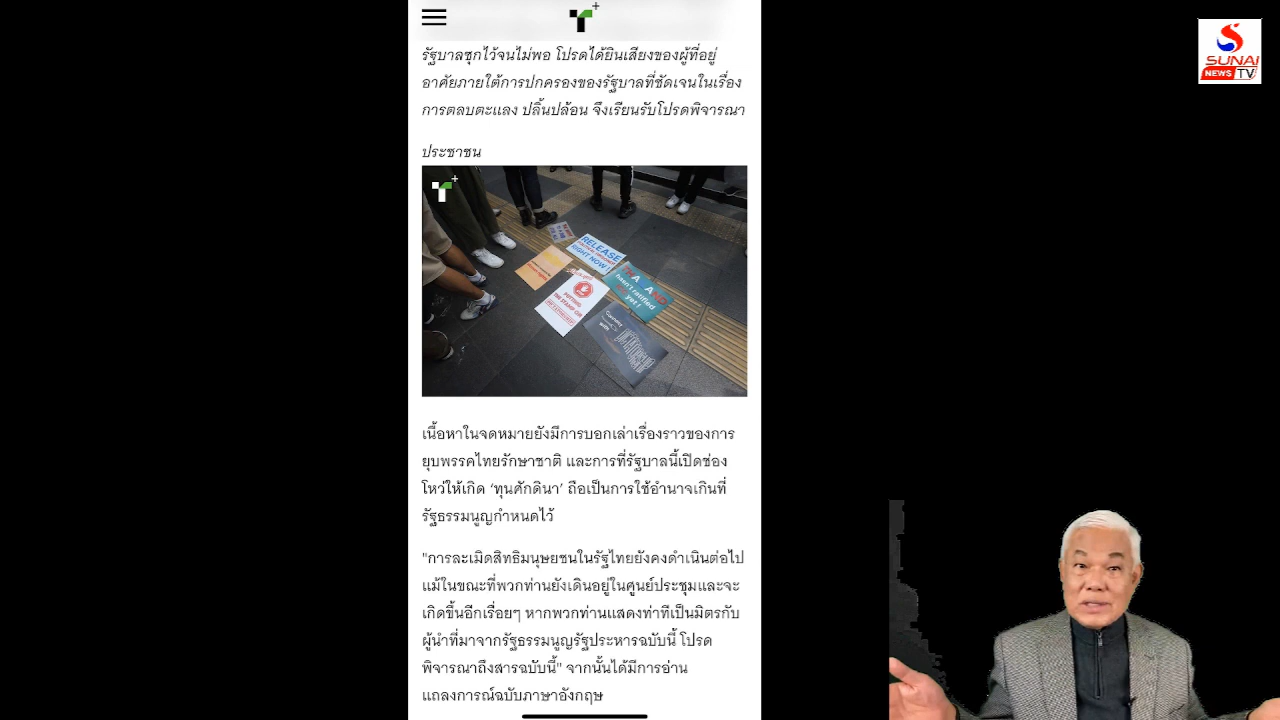 รัฐบาลซุกไว้จนไม่พอ โปรดได้ยินเสียงของผู้ที่อยู่
อาศัยภายใต้การปกครองของรัฐบาลที่ชัดเจนในเรื่อง
การตลบตะแลง ปลิ้นปล้อน จึงเรียนรับโปรดพิจารณา
ประชาชน
RELEASE
RIGHT NOW!
hasn't ratified
yet!
PUTTING
THE STAMP ON
with
เนื้อหาในจดหมายยังมีการบอกเล่าเรื่องราวของการ
ยุบพรรคไทยรักษาชาติ และการที่รัฐบาลนี้เปิดช่อง
โหว่ให้เกิด ‘ทุนศักดินา’ ถือเป็นการใช้อำนาจเกินที่
รัฐธรรมนูญกำหนดไว้
"การละเมิดสิทธิมนุษยชนในรัฐไทยยังคงดำเนินต่อไป
แม้ในขณะที่พวกท่านยังเดินอยู่ในศูนย์ประชุมและจะ
เกิดขึ้นอีกเรื่อยๆ หากพวกท่านแสดงท่าทีเป็นมิตรกับ
ผู้นำที่มาจากรัฐธรรมนูญรัฐประหารฉบับนี้ โปรด
พิจารณาถึงสารฉบับนี้" จากนั้นได้มีการอ่าน
แถลงการณ์ฉบับภาษาอังกฤษ
SUNAI
NEWS TV